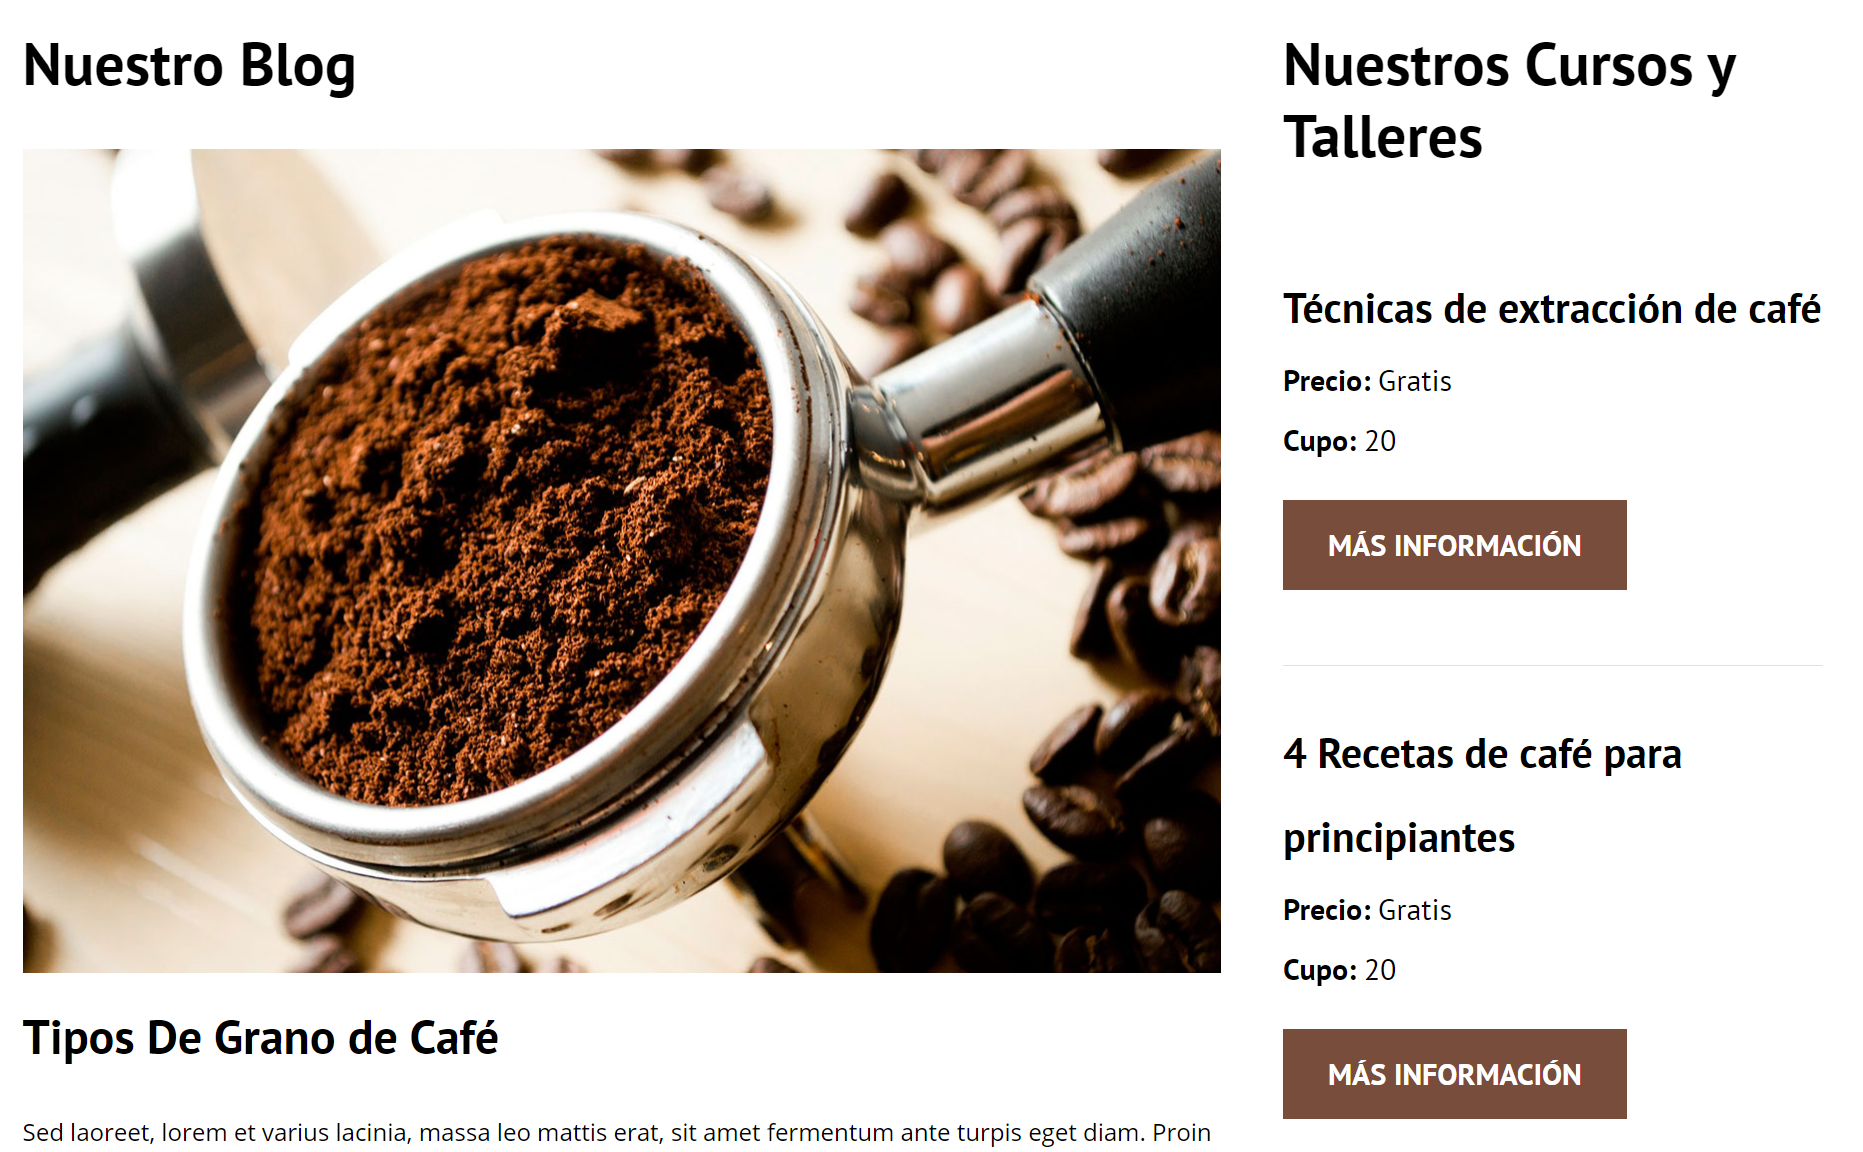 Nuestro Blog
Tipos De Grano de Café
Sed laoreet, lorem et varius lacinia, massa leo mattis erat, sit amet fermentum ante turpis eget diam. Proin
Nuestros Cursos y
Talleres
Técnicas de extracción de café
Precio: Gratis
Cupo: 20
MÁS INFORMACIÓN
4 Recetas de café para
principiantes
Precio: Gratis
Cupo: 20
MÁS INFORMACIÓN